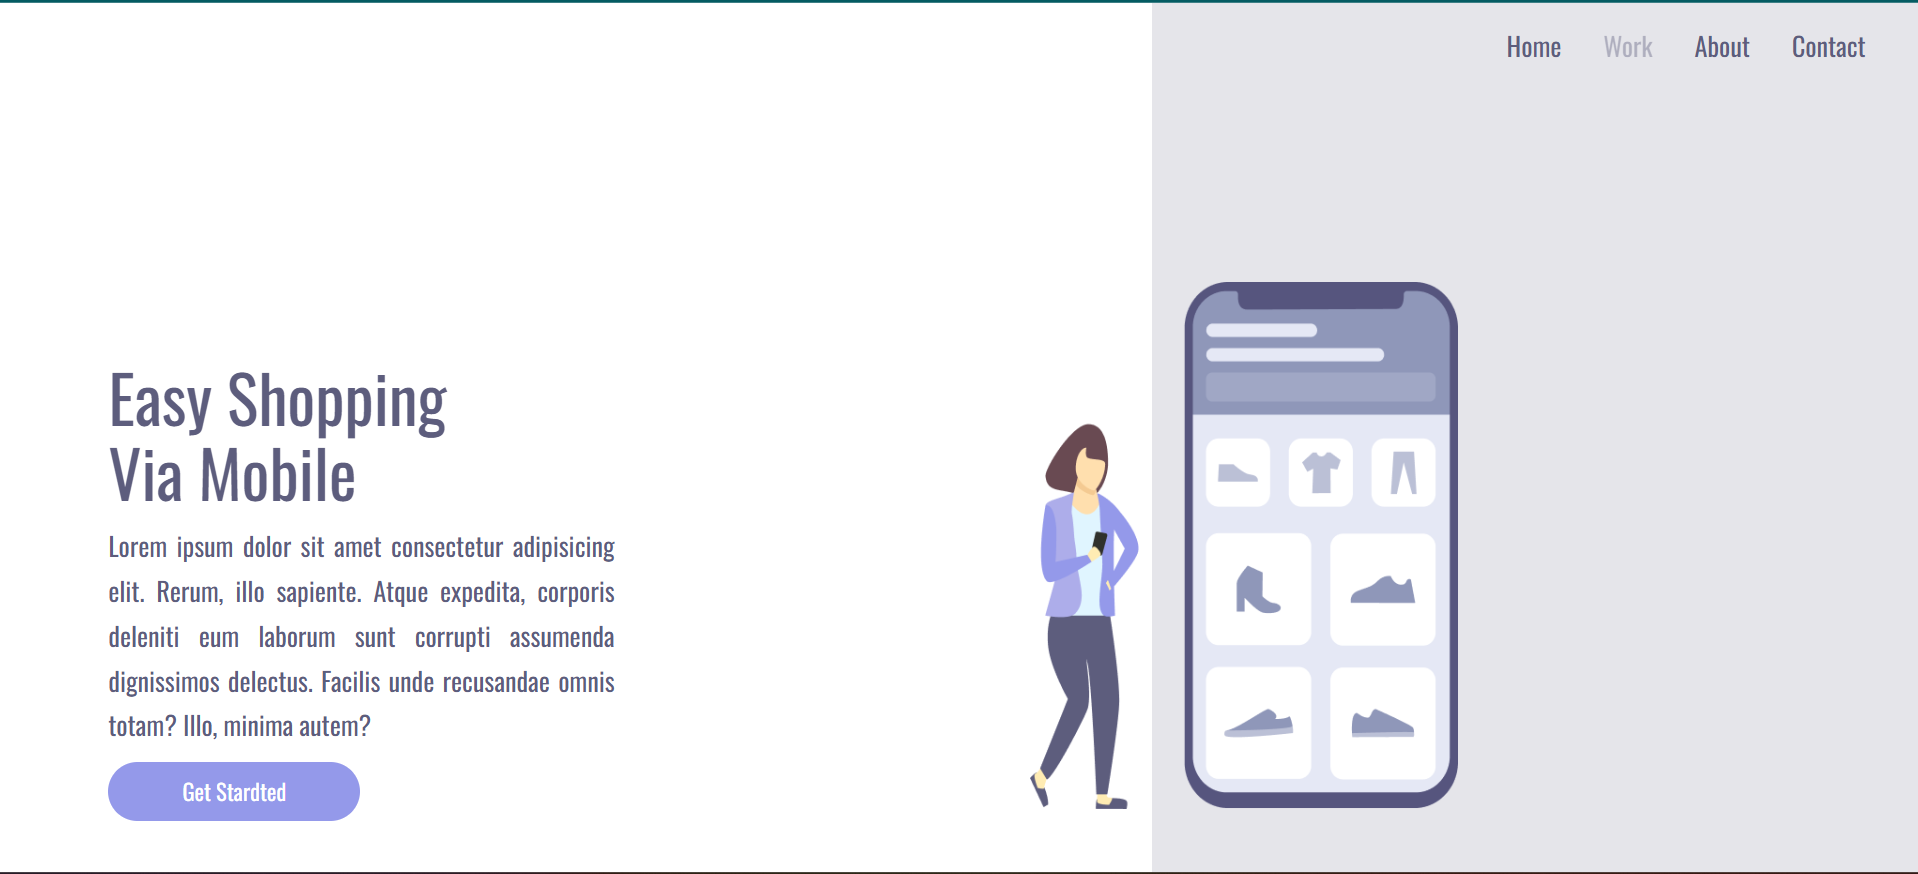 Home Work About Contact
Easy Shopping
Via Mobile
Lorem ipsum dolor sit amet consectetur adipisicing
elit. Rerum, illo sapiente. Atque expedita, corporis
deleniti eum laborum sunt corrupti assumenda
dignissimos delectus. Facilis unde recusandae omnis
totam? Illo, minima autem?
Get Stardted